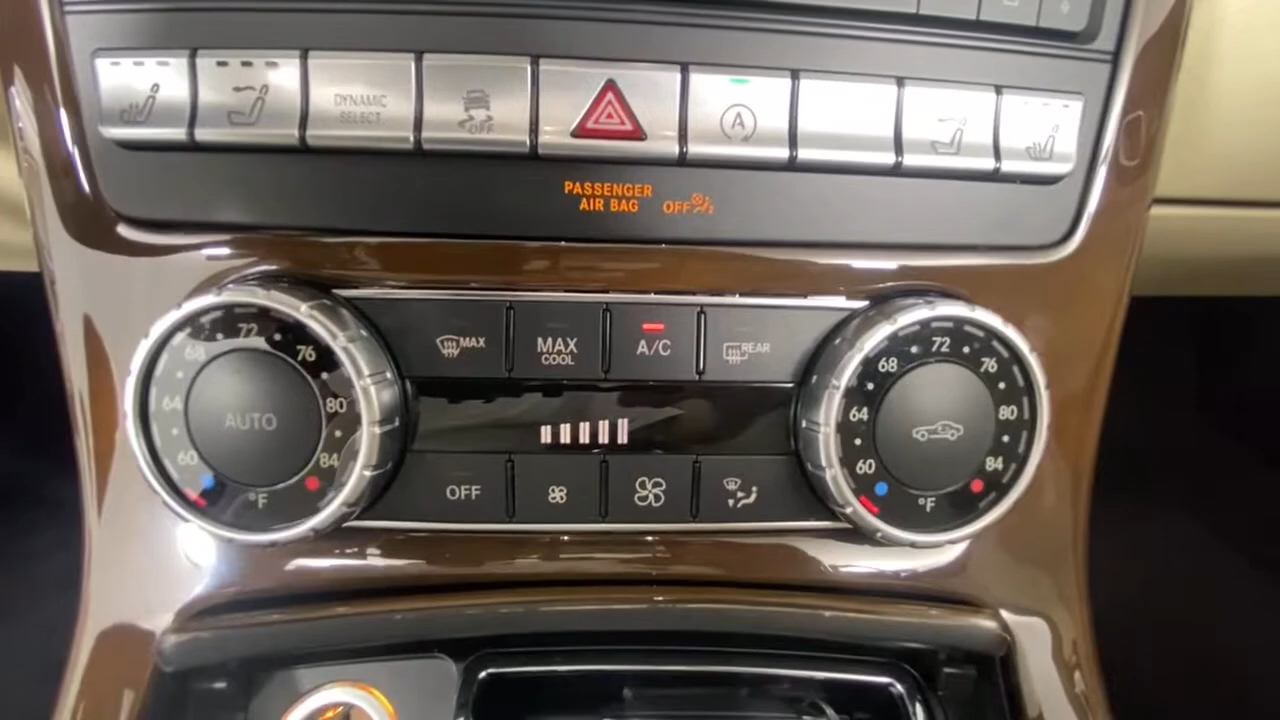 DYNAMIC
SELECT
OFF
A
PASSENGER
AIR BAG
OFF
2
72
68
76
64
80
60
84
°F
AUTO
MAX
MAX
COOL
A/C
REAR
OFF
72
68
76
64
80
60
84
°F